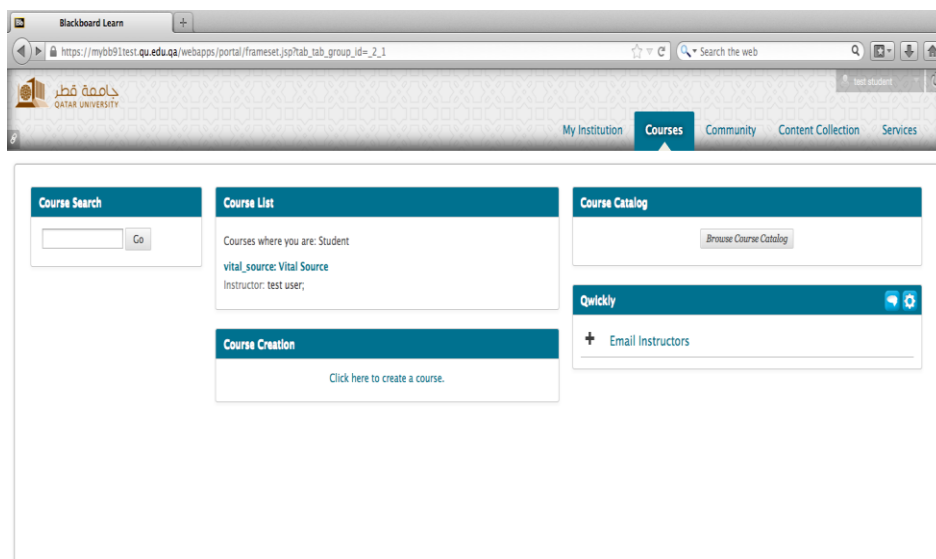 Blackboard Learn
https://mybb91test.qu.edu.qa/webapps/portal/frameset.jsp?tab_tab_group_id=_2_1
Search the web
جامعة قطر
QATAR UNIVERSITY
test student
My Institution
Courses
Community
Content Collection
Services
Course Search
Go
Course List
Courses where you are: Student
vital_source: Vital Source
Instructor: test user;
Course Creation
Click here to create a course.
Course Catalog
Browse Course Catalog
Qwickly
Email Instructors